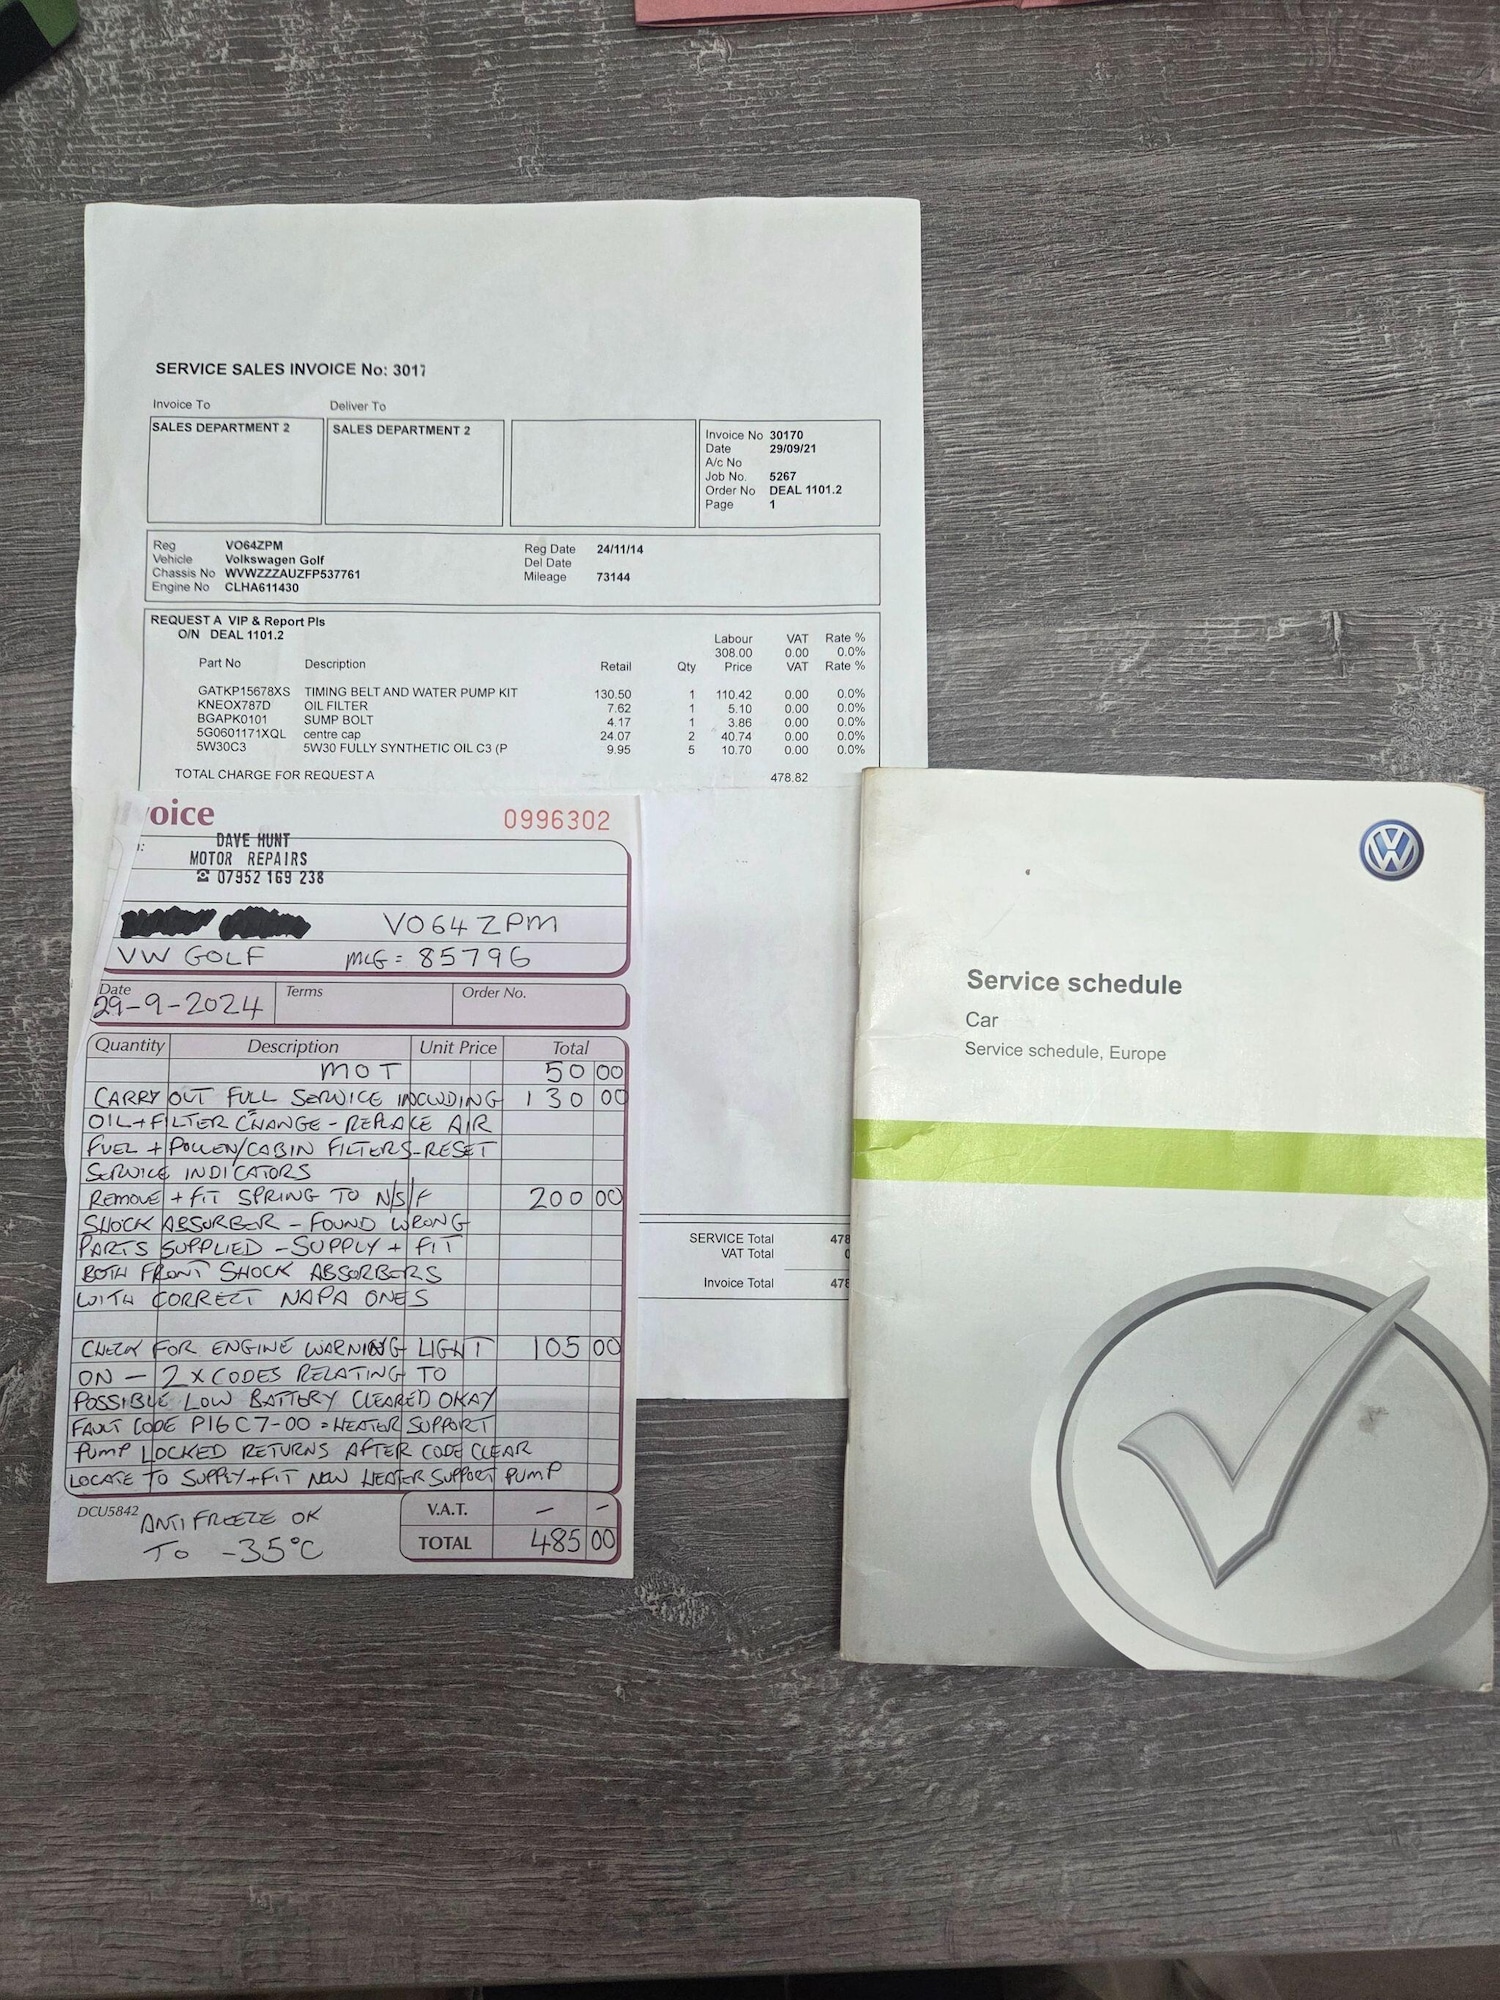 SERVICE SALES INVOICE No: 3017
Invoice To
Deliver To
SALES DEPARTMENT 2
SALES DEPARTMENT 2
Invoice No 30170
Date 29/09/21
A/c No
Job No. 5267
Order No DEAL 1101.2
Page 1
Reg VO64ZPM
Vehicle Volkswagen Golf
Chassis No WVWZZZAUZFP537761
Engine No CLHA611430
Reg Date 24/11/14
Del Date
Mileage 73144
REQUEST A VIP & Report Pls
O/N DEAL 1101.2
Labour VAT Rate %
308.00 0.00 0.0%
Part No Description Retail Qty Price VAT Rate %
GATKP15678XS TIMING BELT AND WATER PUMP KIT 130.50 1 110.42 0.00 0.0%
KNEOX787D OIL FILTER 7.62 1 5.10 0.00 0.0%
BGAPK0101 SUMP BOLT 4.17 1 3.86 0.00 0.0%
5G0601171XQL centre cap 24.07 2 40.74 0.00 0.0%
5W30C3 5W30 FULLY SYNTHETIC OIL C3 (P 9.95 5 10.70 0.00 0.0%
TOTAL CHARGE FOR REQUEST A 478.82
SERVICE Total 478
VAT Total 0
Invoice Total 478
voice 0996302
DAVE HUNT
MOTOR REPAIRS
☎ 07952 169 238
VO64 ZPM
VW GOLF MLG = 85796
Date Terms Order No.
29-9-2024
Quantity Description Unit Price Total
MOT 50 00
CARRY OUT FULL SERVICE INCLUDING 130 00
OIL + FILTER CHANGE - REPLACE AIR
FUEL + POLLEN/CABIN FILTERS - RESET
SERVICE INDICATORS
REMOVE + FIT SPRING TO N/S/F 200 00
SHOCK ABSORBER - FOUND WRONG
PARTS SUPPLIED - SUPPLY + FIT
BOTH FRONT SHOCK ABSORBERS
WITH CORRECT NAPA ONES
CHECK FOR ENGINE WARNING LIGHT 105 00
ON - 2 X CODES RELATING TO
POSSIBLE LOW BATTERY CLEARED OKAY
FAULT CODE P16C7-00 = HEATER SUPPORT
PUMP LOCKED RETURNS AFTER CODE CLEAR
LOCATE TO SUPPLY + FIT NEW HEATER SUPPORT PUMP
DCU5842 ANTIFREEZE OK
TO -35°C
V.A.T. - -
TOTAL 485 00
VW
Service schedule
Car
Service schedule, Europe